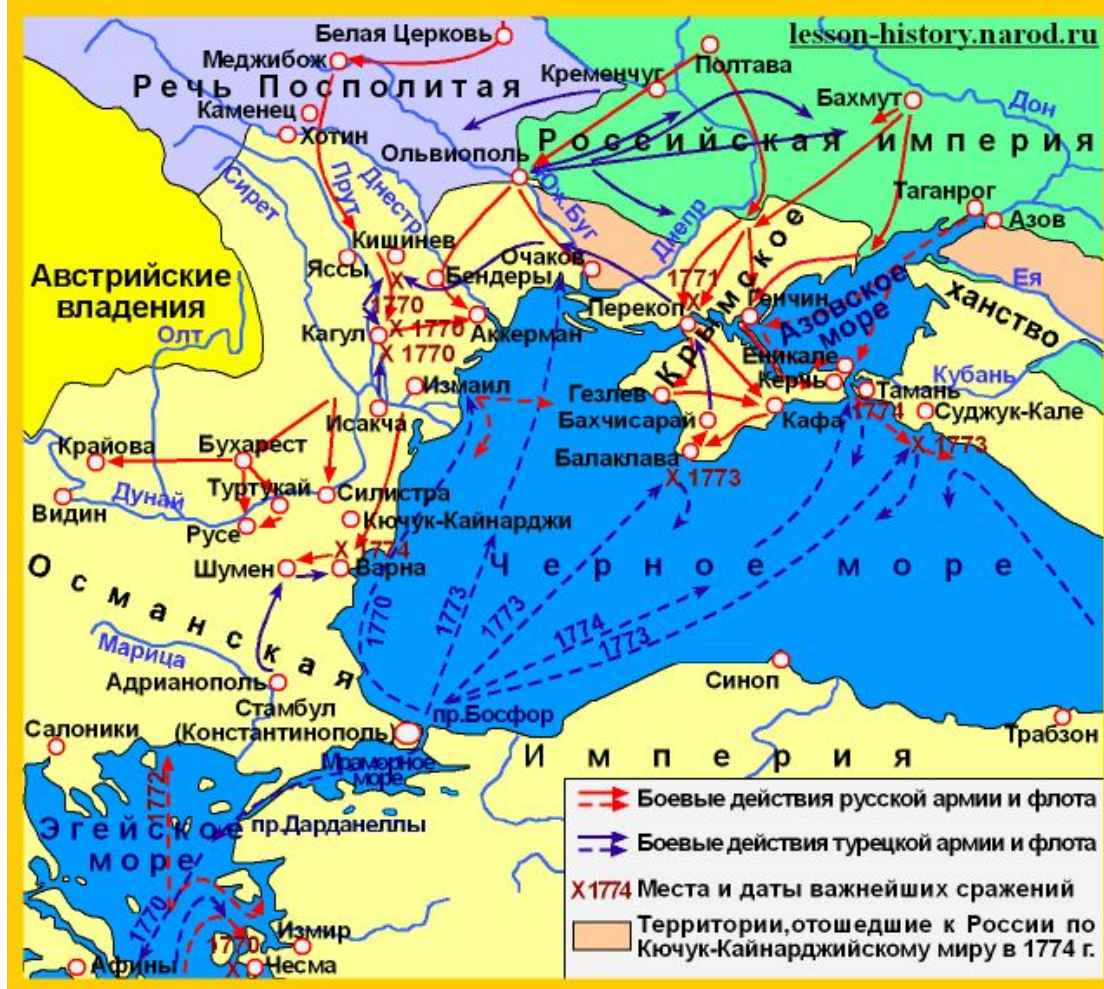 lesson-history.narod.ru
Белая Церковь
Меджибож
Речь Посполитая
Каменец
Хотин
Кременчуг
Полтава
Бахмут
Дон
Российская империя
Ольвиополь
Сирет
Прут
Днестр
Юж.Буг
Днепр
Таганрог
Азов
Австрийские
владения
Олт
Кишинев
Яссы
Бендеры
Очаков
1771
Перекоп
Генчин
Крымское
ханство
Азовское
море
Ея
1770
Кагул
X 1770
X 1770
Аккерман
Измаил
Исакча
Еникале
Керчь
Тамань
Кубань
1774
Суджук-Кале
X 1773
Гезлев
Бахчисарай
Кафа
Балаклава
X 1773
Крайова
Бухарест
Видин
Дунай
Туртукай
Силистра
Русе
Кючук-Кайнарджи
X 1774
Шумен
Варна
Черное море
Османская
Империя
1770
1773
1773
1774
1773
Марица
Адрианополь
Стамбул
(Константинополь)
пр.Босфор
Синоп
Трабзон
Салоники
Мраморное
море
пр.Дарданеллы
Эгейское
море
1772
1770
1770
X
Измир
Чесма
Афины
Боевые действия русской армии и флота
Боевые действия турецкой армии и флота
X 1774 Места и даты важнейших сражений
Территории,отошедшие к России по
Кючук-Кайнарджийскому миру в 1774 г.